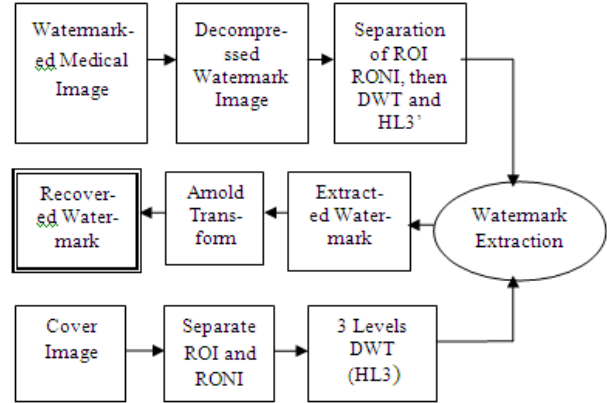 Watermark-
ed Medical
Image
Decompre-
ssed
Watermark
Image
Separation
of ROI
RONI, then
DWT and
HL3’
Recover-
ed Water-
mark
Arnold
Trans-
form
Extract-
ed Water-
mark
Watermark
Extraction
Cover
Image
Separate
ROI and
RONI
3 Levels
DWT
(HL3)